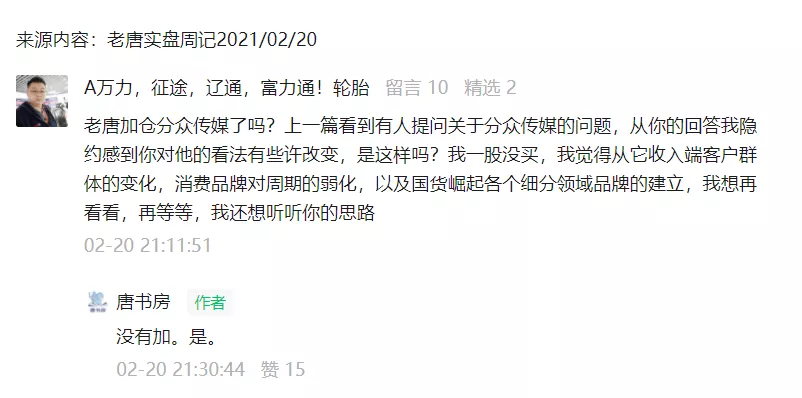 来源内容：老唐实盘周记2021/02/20
A万力，征途，辽通，富力通！轮胎 留言 10 精选 2
老唐加仓分众传媒了吗？上一篇看到有人提问关于分众传媒的问题，从你的回答我隐
约感到你对他的看法有些许改变，是这样吗？我一股没买，我觉得从它收入端客户群
体的变化，消费品牌对周期的弱化，以及国货崛起各个细分领域品牌的建立，我想再
看看，再等等，我还想听听你的思路
02-20 21:11:51
唐书房 作者
没有加。是。
02-20 21:30:44 赞 15